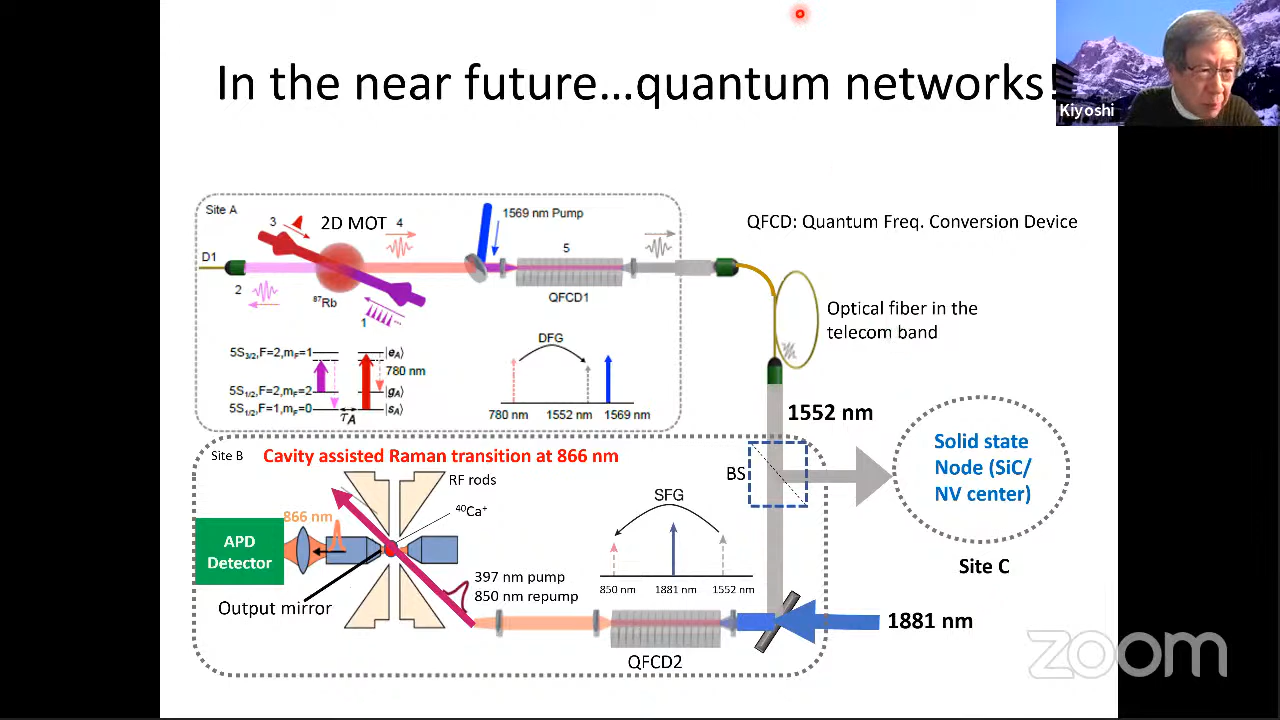 In the near future...quantum networks!
Kiyoshi
Site A
3
2D MOT
4
1569 nm Pump
QFCD: Quantum Freq. Conversion Device
D1
5
2
⁸⁷Rb
1
QFCD1
Optical fiber in the
telecom band
5S₃/₂,F=2,mF=1
|eA⟩
780 nm
5S₁/₂,F=2,mF=2
|gA⟩
5S₁/₂,F=1,mF=0
|sA⟩
τA
DFG
780 nm
1552 nm
1569 nm
1552 nm
Site B
Cavity assisted Raman transition at 866 nm
RF rods
⁴⁰Ca⁺
866 nm
APD
Detector
Output mirror
397 nm pump
850 nm repump
SFG
850 nm
1881 nm
1552 nm
BS
Solid state
Node (SiC/
NV center)
Site C
1881 nm
QFCD2
zoom